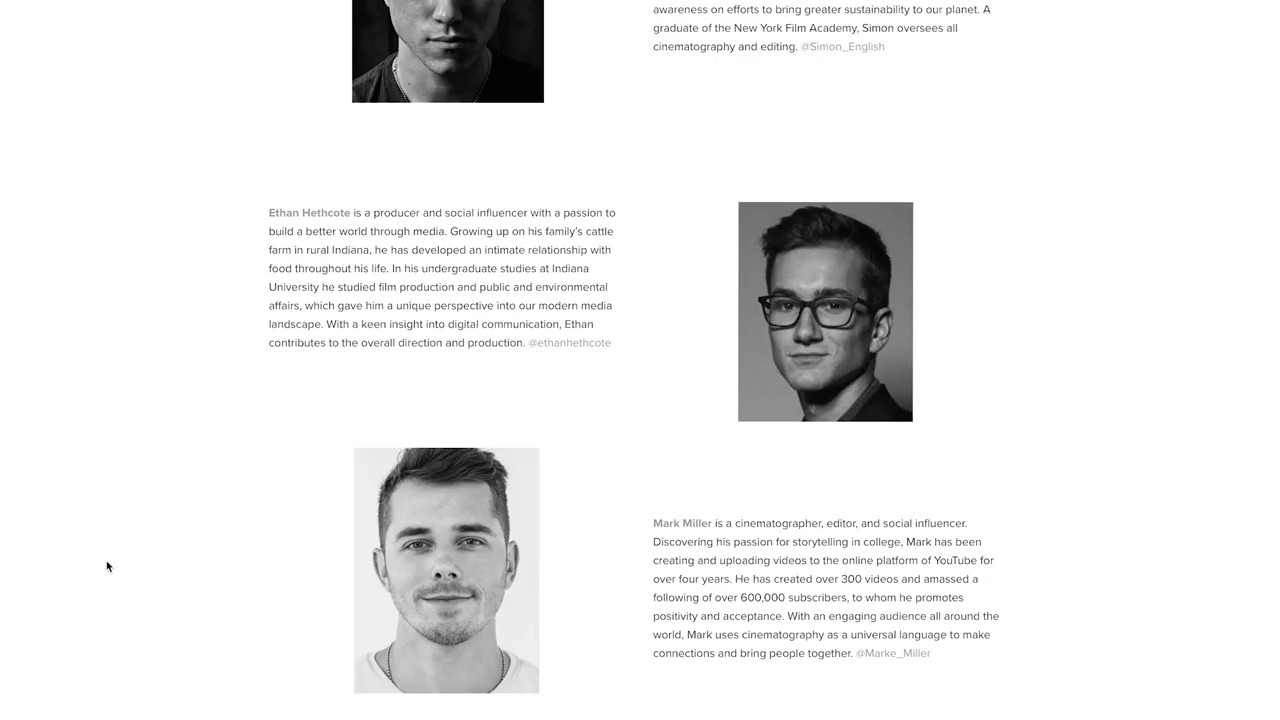 awareness on efforts to bring greater sustainability to our planet. A
graduate of the New York Film Academy, Simon oversees all
cinematography and editing. @Simon_English
Ethan Hethcote is a producer and social influencer with a passion to
build a better world through media. Growing up on his family's cattle
farm in rural Indiana, he has developed an intimate relationship with
food throughout his life. In his undergraduate studies at Indiana
University he studied film production and public and environmental
affairs, which gave him a unique perspective into our modern media
landscape. With a keen insight into digital communication, Ethan
contributes to the overall direction and production. @ethanhethcote
Mark Miller is a cinematographer, editor, and social influencer.
Discovering his passion for storytelling in college, Mark has been
creating and uploading videos to the online platform of YouTube for
over four years. He has created over 300 videos and amassed a
following of over 600,000 subscribers, to whom he promotes
positivity and acceptance. With an engaging audience all around the
world, Mark uses cinematography as a universal language to make
connections and bring people together. @Marke_Miller